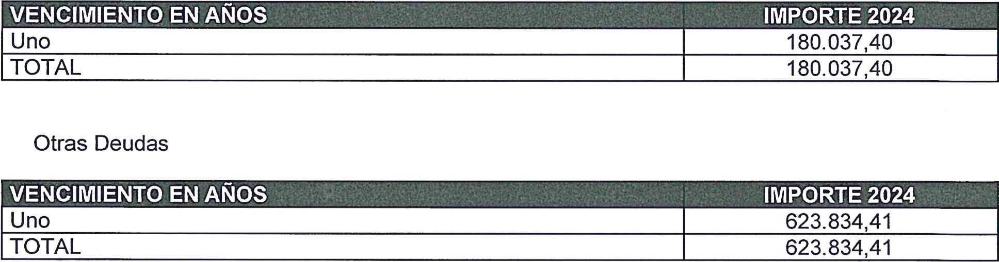 VENCIMIENTO EN AÑOS IMPORTE 2024
Uno 180.037,40
TOTAL 180.037,40
Otras Deudas
VENCIMIENTO EN AÑOS IMPORTE 2024
Uno 623.834,41
TOTAL 623.834,41